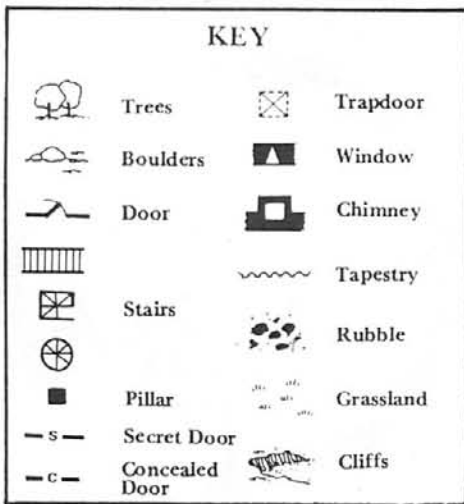 KEY
Trees
Trapdoor
Boulders
Window
Door
Chimney
Stairs
Tapestry
Rubble
Pillar
Grassland
S
Secret Door
C
Concealed
Door
Cliffs